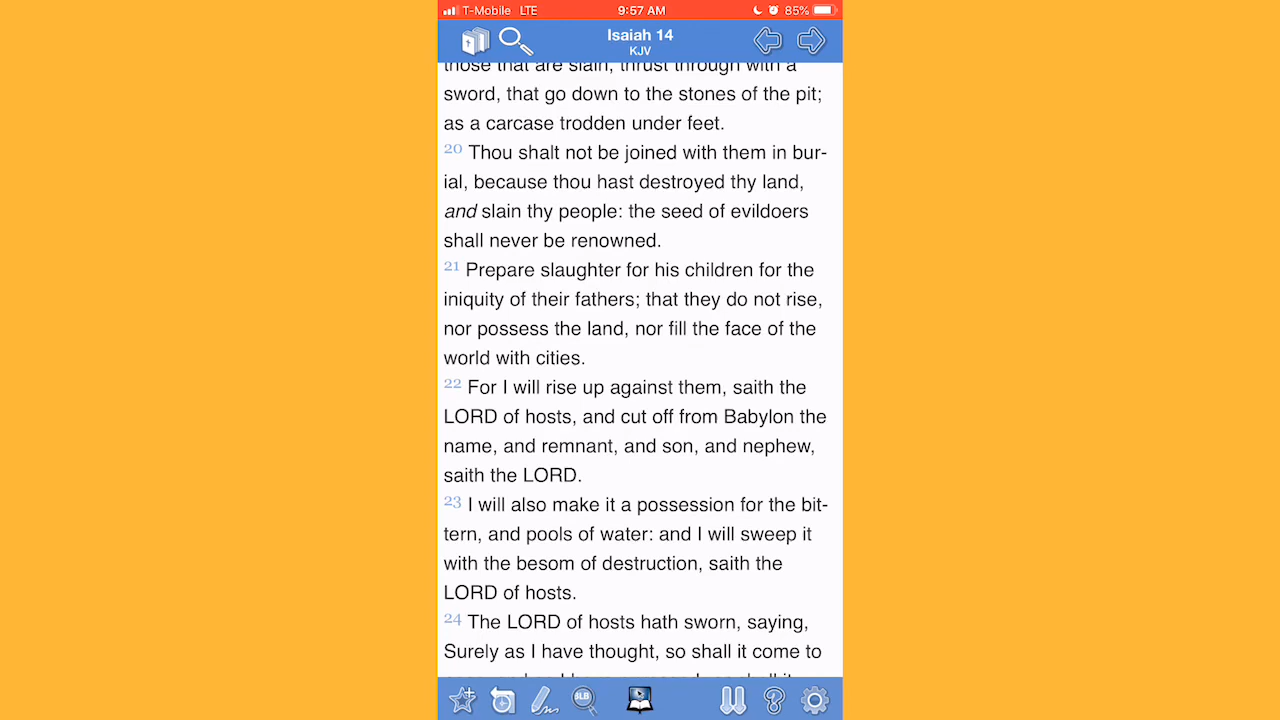 T-Mobile LTE 9:57 AM 85%
Isaiah 14
KJV
those that are slain, thrust through with a
sword, that go down to the stones of the pit;
as a carcase trodden under feet.
20 Thou shalt not be joined with them in bur-
ial, because thou hast destroyed thy land,
and slain thy people: the seed of evildoers
shall never be renowned.
21 Prepare slaughter for his children for the
iniquity of their fathers; that they do not rise,
nor possess the land, nor fill the face of the
world with cities.
22 For I will rise up against them, saith the
LORD of hosts, and cut off from Babylon the
name, and remnant, and son, and nephew,
saith the LORD.
23 I will also make it a possession for the bit-
tern, and pools of water: and I will sweep it
with the besom of destruction, saith the
LORD of hosts.
24 The LORD of hosts hath sworn, saying,
Surely as I have thought, so shall it come to
BLB